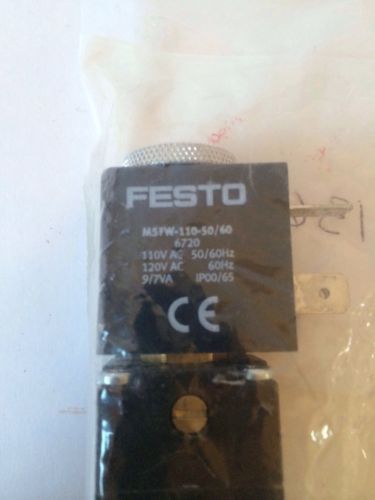 FESTO
MSFW-110-50/60
6720
110V AC 50/60Hz
120V AC 60Hz
9/7VA IP00/65
CE